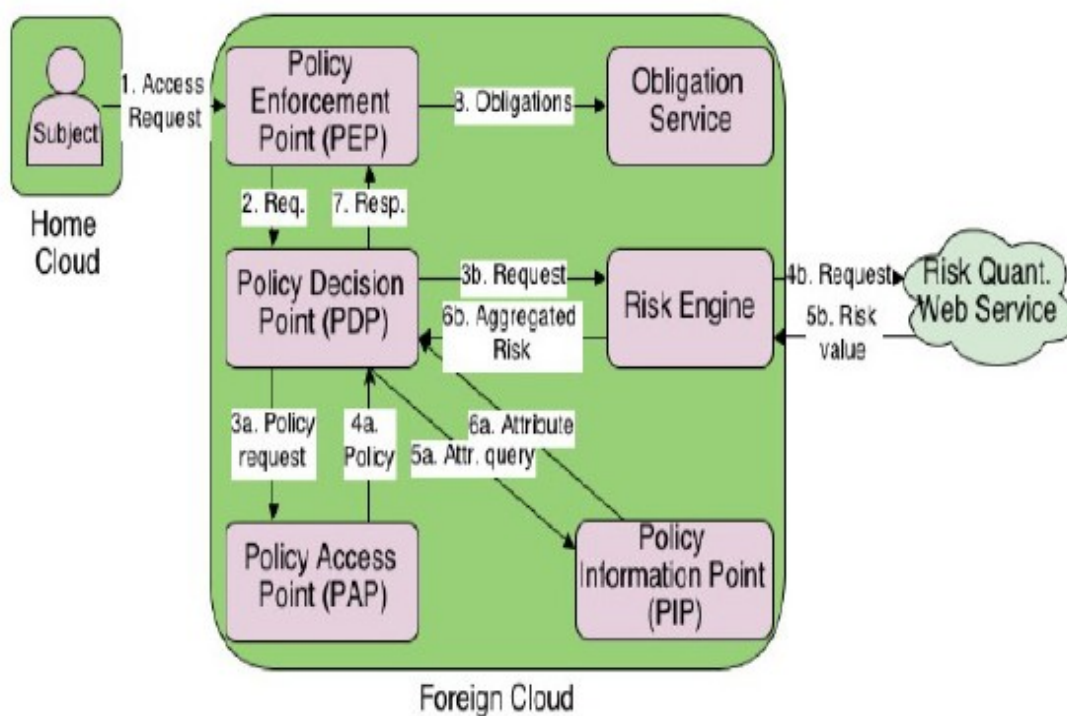 Subject
Home
Cloud
1. Access
Request
Policy
Enforcement
Point (PEP)
8. Obligations
Obligation
Service
2. Req.
7. Resp.
Policy Decision
Point (PDP)
3b. Request
6b. Aggregated
Risk
Risk Engine
4b. Request
5b. Risk
value
Risk Quant.
Web Service
3a. Policy
request
4a.
Policy
6a. Attribute
5a. Attr. query
Policy Access
Point (PAP)
Policy
Information Point
(PIP)
Foreign Cloud